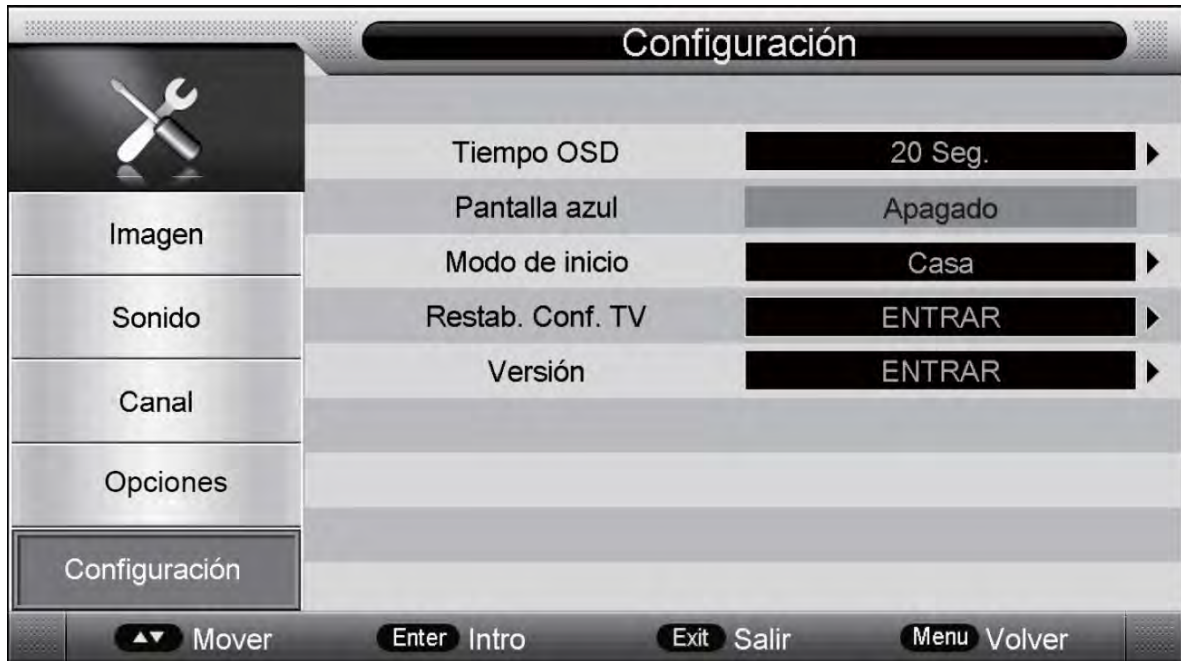 Configuración
Tiempo OSD 20 Seg.
Pantalla azul Apagado
Modo de inicio Casa
Restab. Conf. TV ENTRAR
Versión ENTRAR
Imagen
Sonido
Canal
Opciones
Configuración
Mover Enter Intro Exit Salir Menu Volver